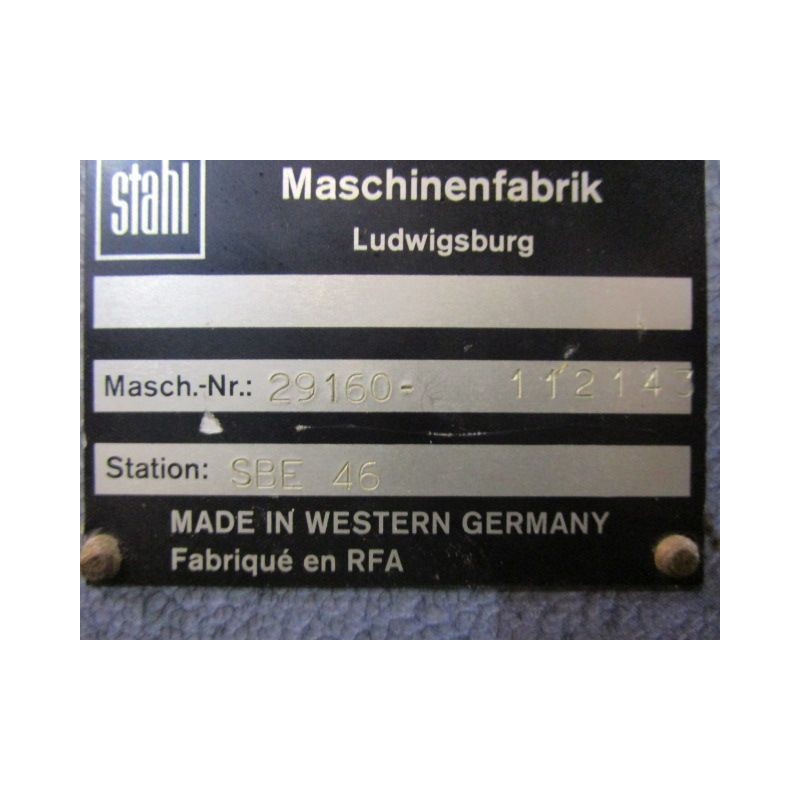 stahl
Maschinenfabrik
Ludwigsburg
Masch.-Nr.: 29160- 112143
Station: SBE 46
MADE IN WESTERN GERMANY
Fabriqué en RFA